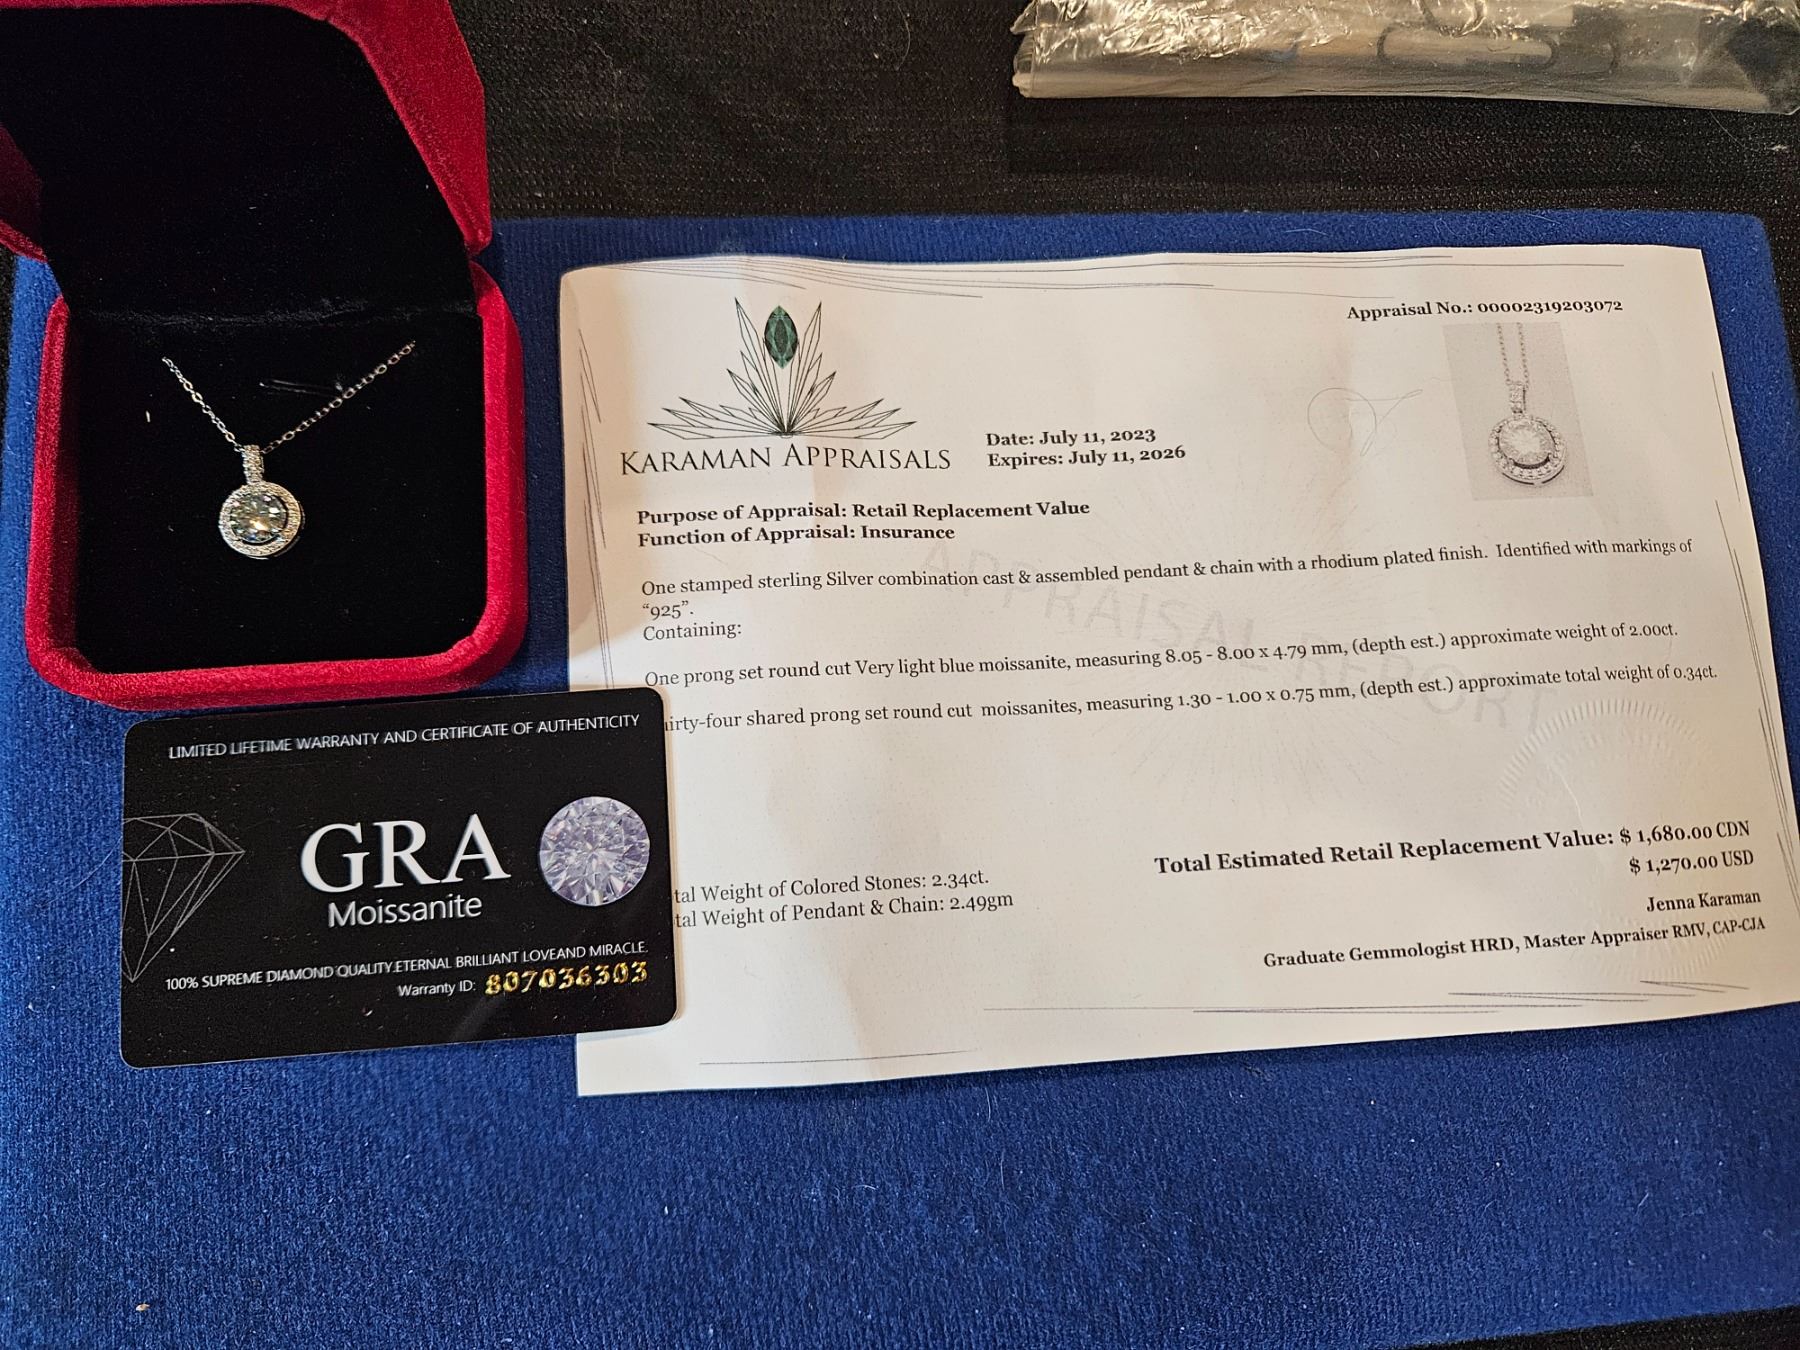 Appraisal No.: 00002319203072
KARAMAN APPRAISALS
Date: July 11, 2023
Expires: July 11, 2026
Purpose of Appraisal: Retail Replacement Value
Function of Appraisal: Insurance
One stamped sterling Silver combination cast & assembled pendant & chain with a rhodium plated finish. Identified with markings of
“925”.
Containing:
One prong set round cut Very light blue moissanite, measuring 8.05 - 8.00 x 4.79 mm, (depth est.) approximate weight of 2.00ct.
irty-four shared prong set round cut moissanites, measuring 1.30 - 1.00 x 0.75 mm, (depth est.) approximate total weight of 0.34ct.
APPRAISAL REPORT
Total Estimated Retail Replacement Value: $ 1,680.00 CDN
$ 1,270.00 USD
tal Weight of Colored Stones: 2.34ct.
tal Weight of Pendant & Chain: 2.49gm
Jenna Karaman
Graduate Gemmologist HRD, Master Appraiser RMV, CAP-CJA
LIMITED LIFETIME WARRANTY AND CERTIFICATE OF AUTHENTICITY
GRA
Moissanite
100% SUPREME DIAMOND QUALITY.ETERNAL BRILLIANT LOVEAND MIRACLE.
Warranty ID: 807036303